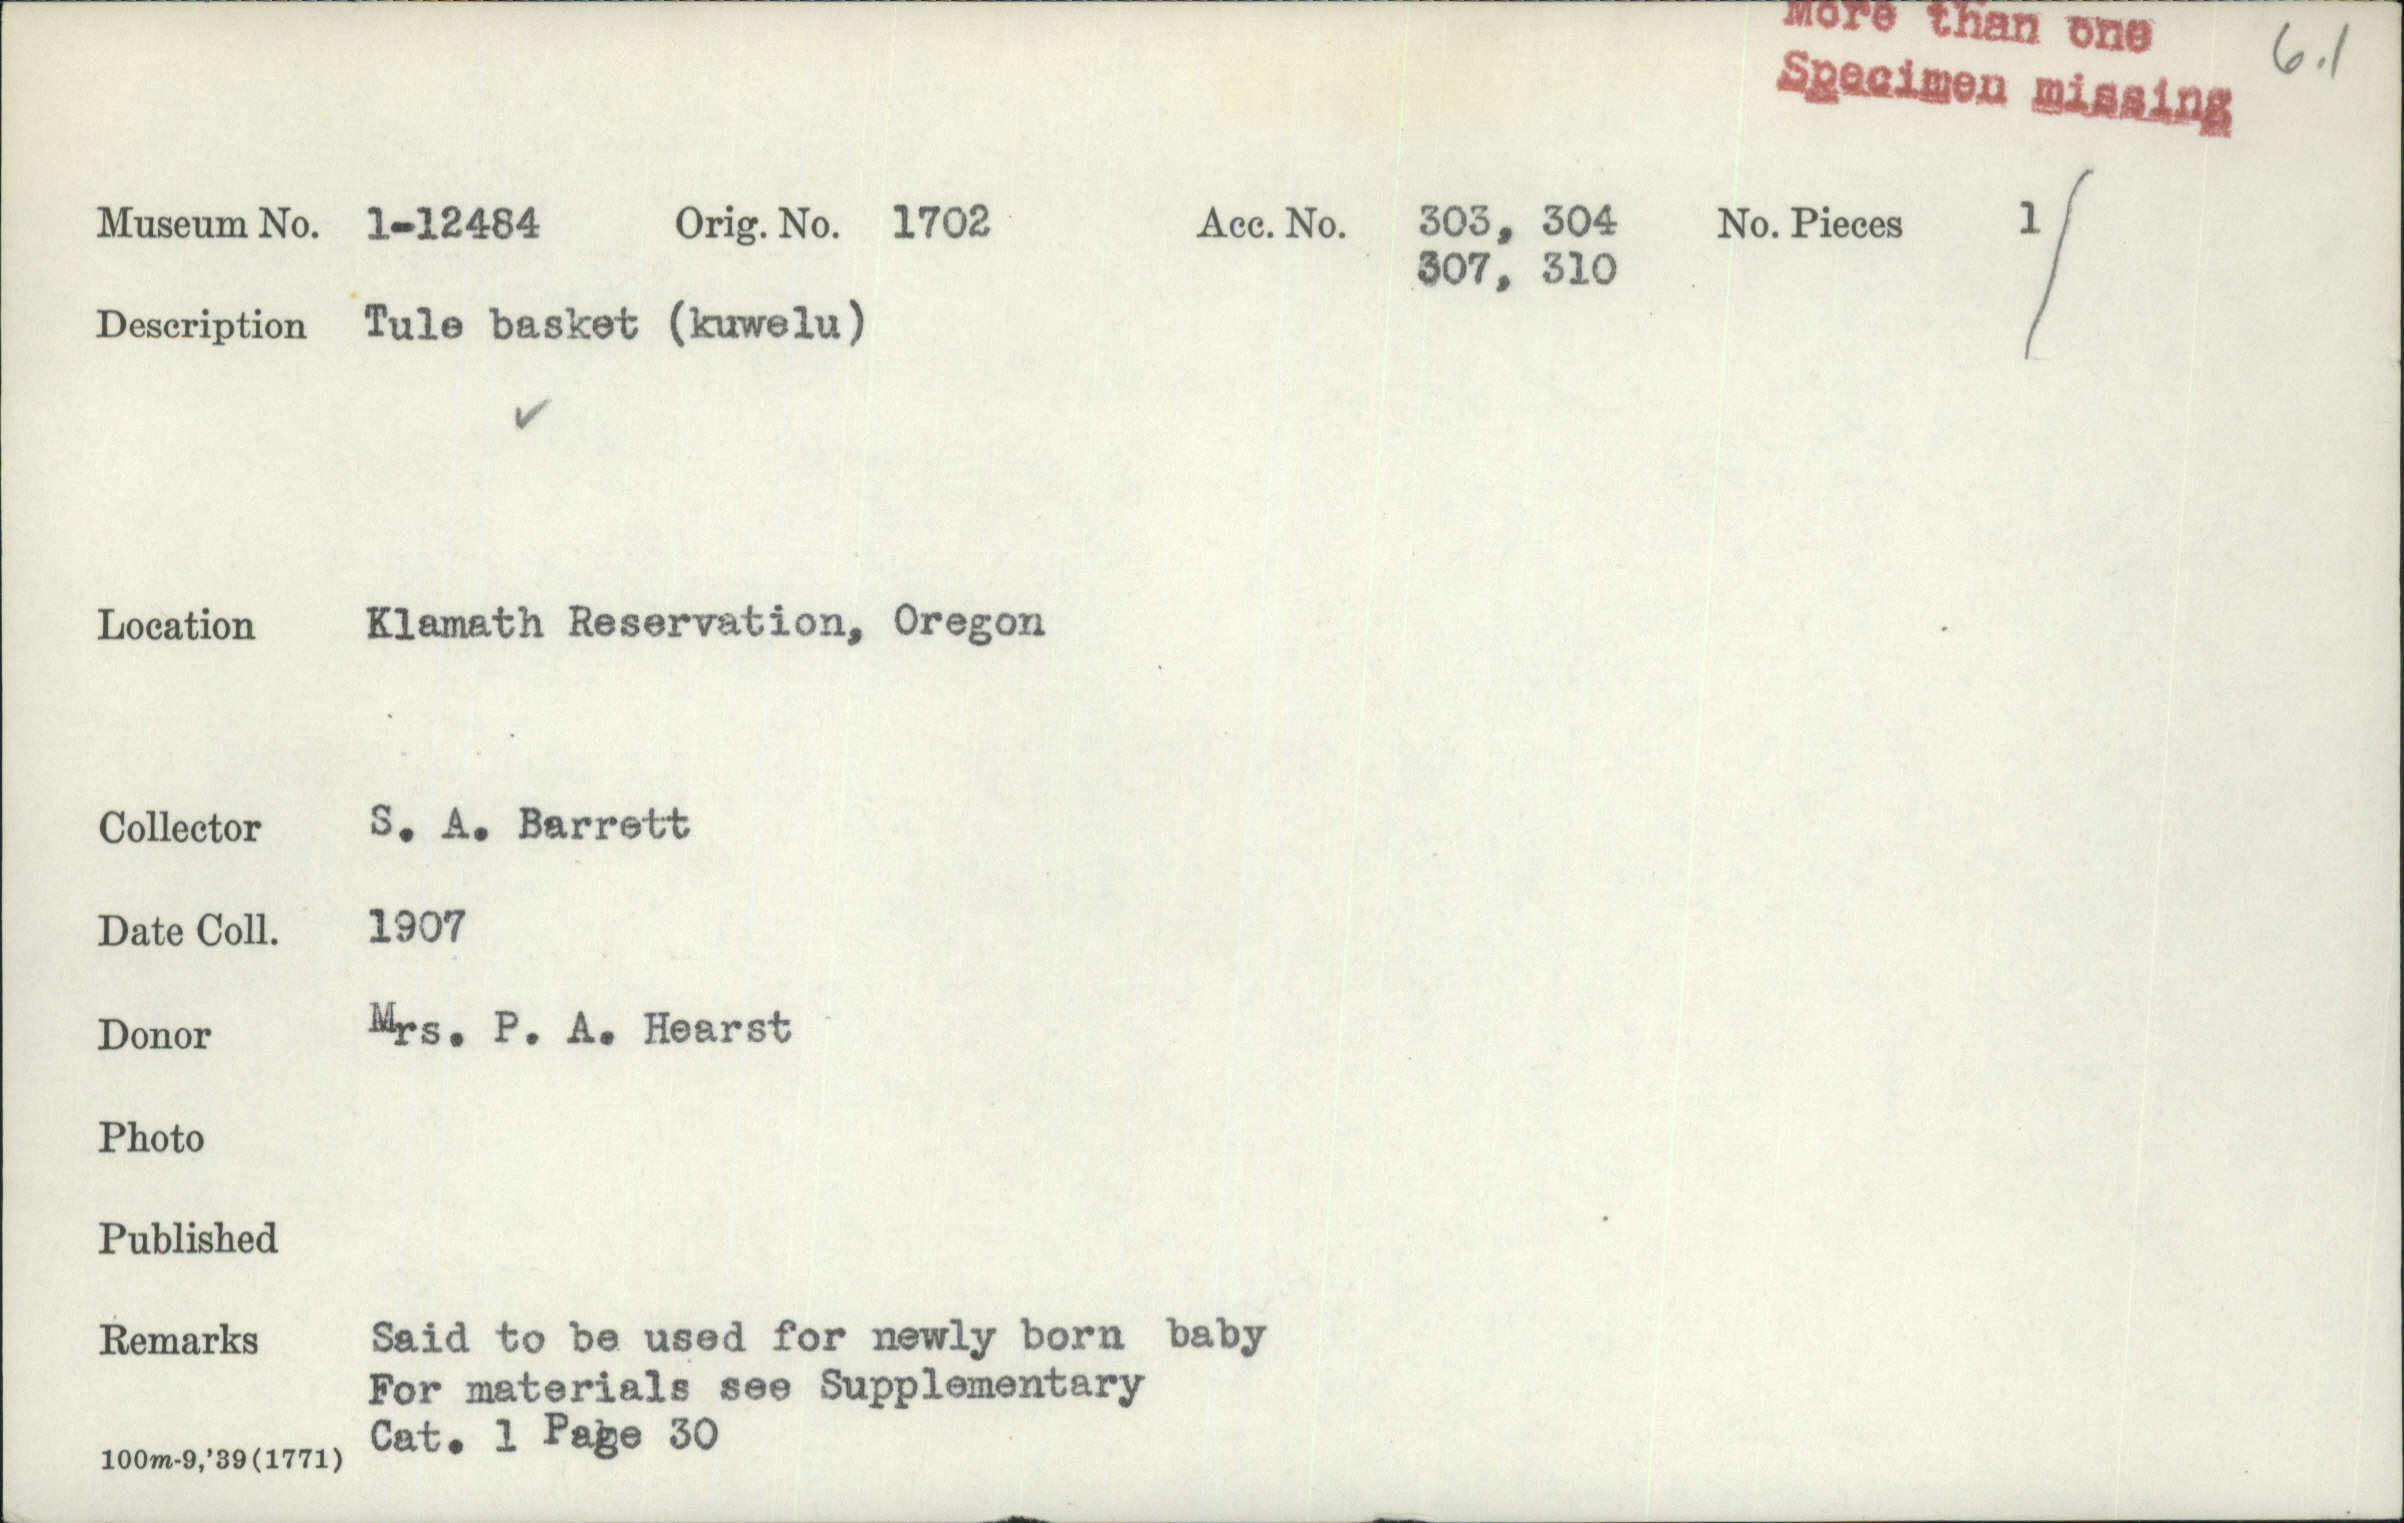 More than one
Specimen missing
6.1
Museum No. 1-12484 Orig. No. 1702 Acc. No. 303, 304 No. Pieces 1
307, 310
Description Tule basket (kuwelu)
Location Klamath Reservation, Oregon
Collector S. A. Barrett
Date Coll. 1907
Donor Mrs. P. A. Hearst
Photo
Published
Remarks Said to be used for newly born baby
For materials see Supplementary
Cat. 1 Page 30
100m-9,'39(1771)